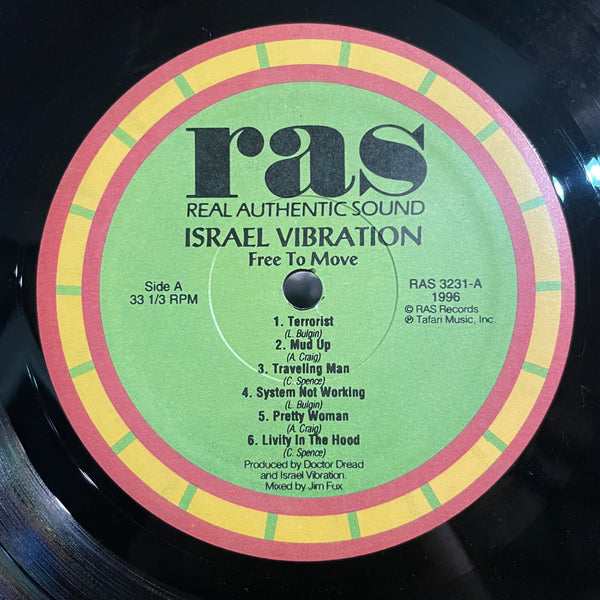 ras
REAL AUTHENTIC SOUND
ISRAEL VIBRATION
Free To Move
Side A
33 1/3 RPM
RAS 3231-A
1996
© RAS Records
℗ Tafari Music, Inc.
1. Terrorist
(L. Bulgin)
2. Mud Up
(A. Craig)
3. Traveling Man
(C. Spence)
4. System Not Working
(L. Bulgin)
5. Pretty Woman
(A. Craig)
6. Livity In The Hood
(C. Spence)
Produced by Doctor Dread
and Israel Vibration.
Mixed by Jim Fux